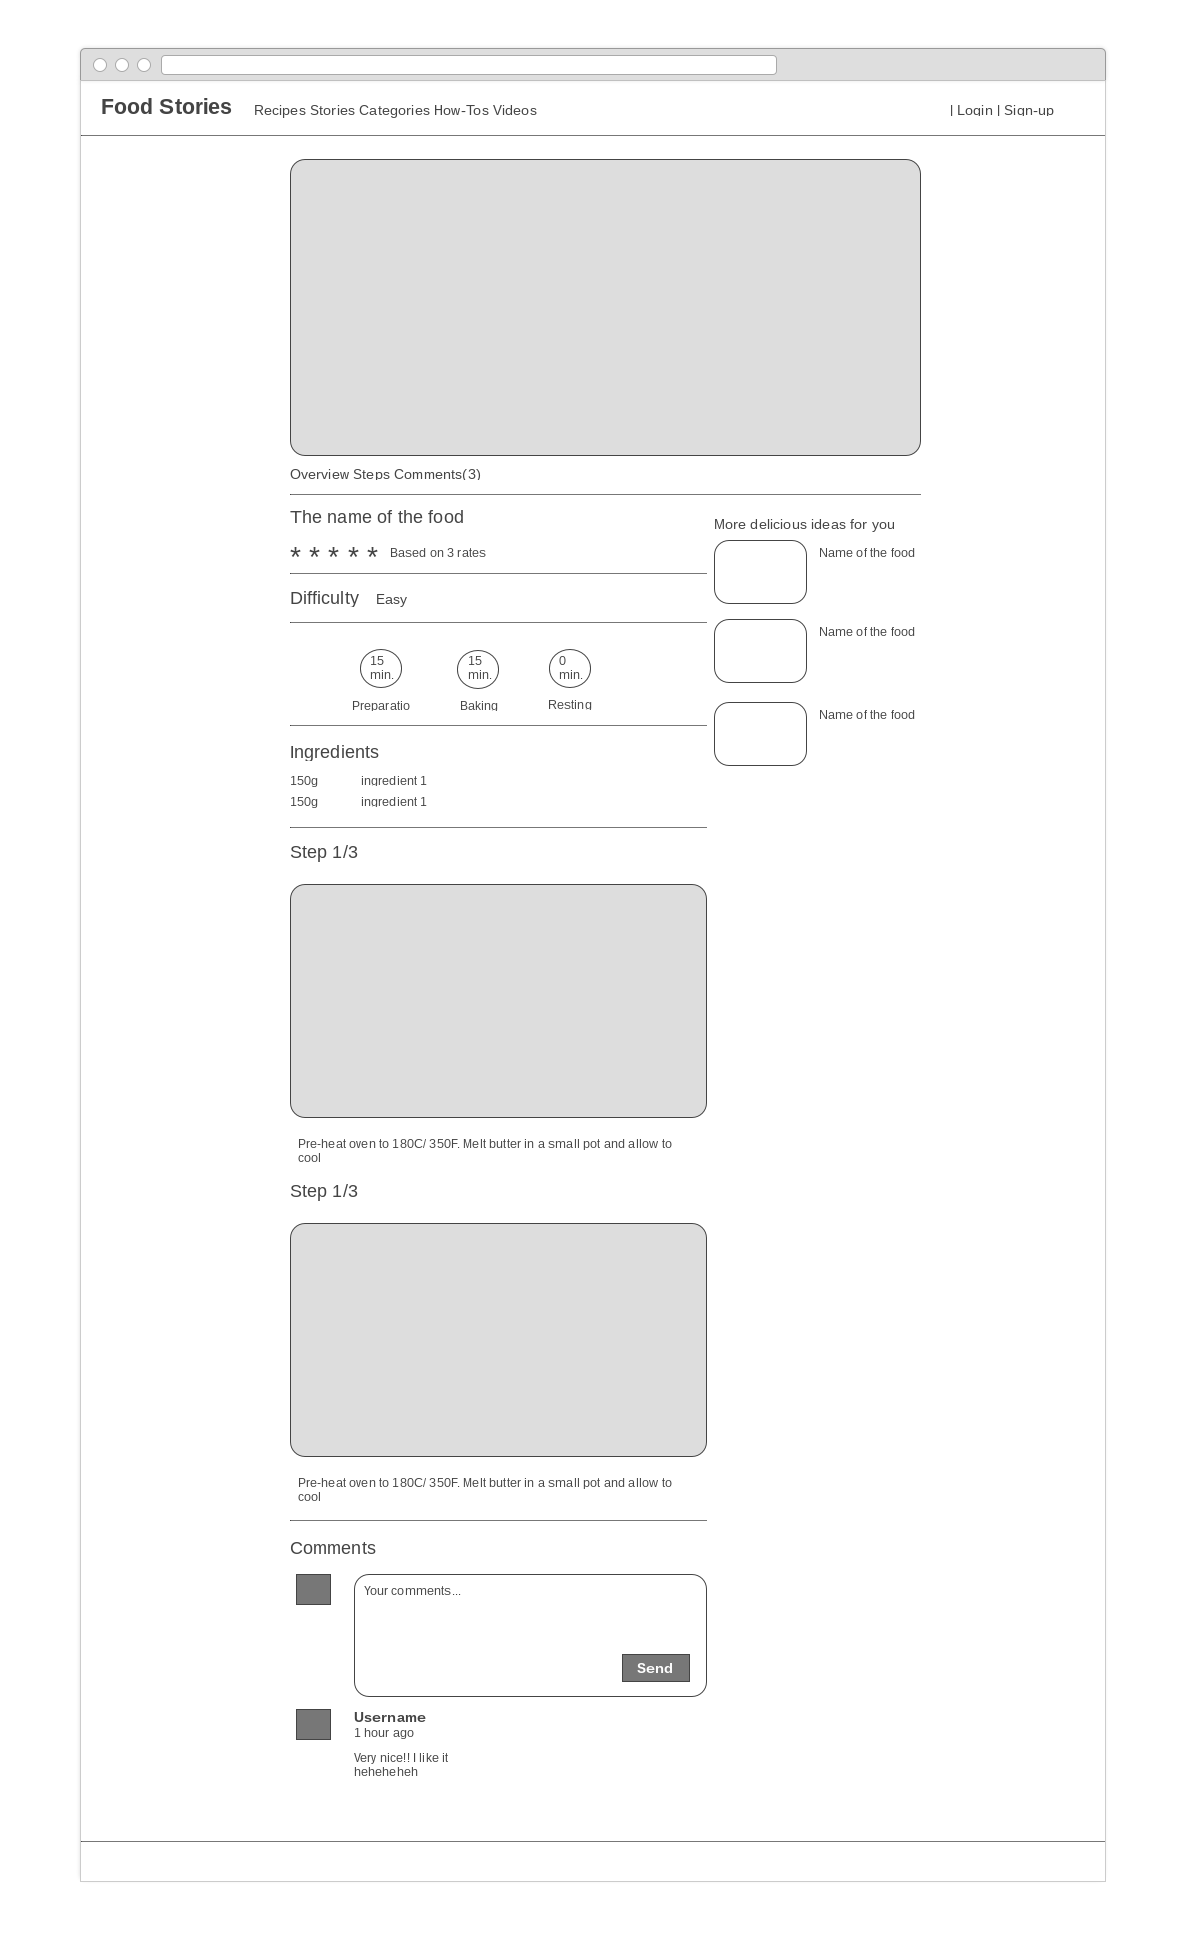 Food Stories
Recipes Stories Categories How-Tos Videos
| Login | Sign-up
Overview Steps Comments(3)
The name of the food
* * * * * Based on 3 rates
Difficulty Easy
15
min.
Preparatio
15
min.
Baking
0
min.
Resting
Ingredients
150g ingredient 1
150g ingredient 1
More delicious ideas for you
Name of the food
Name of the food
Name of the food
Step 1/3
Pre-heat oven to 180C/ 350F. Melt butter in a small pot and allow to
cool
Step 1/3
Pre-heat oven to 180C/ 350F. Melt butter in a small pot and allow to
cool
Comments
Your comments...
Send
Username
1 hour ago
Very nice!! I like it
heheheheh